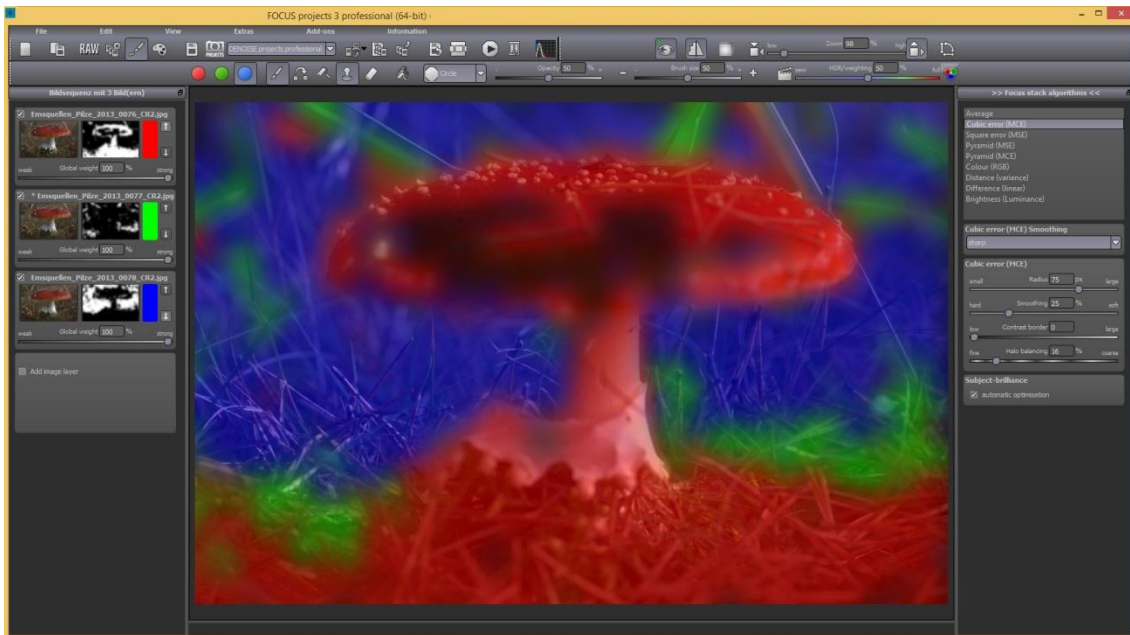 FOCUS projects 3 professional (64-bit)
File Edit View Extras Add-ons Information
RAW
PROJECTS
DENOISE projects professional
low Zoom 98 % high
Circle
Opacity 50 %
Brush size 50 %
HDR/weighting 50 %
Bildsequenz mit 3 Bild(ern)
Emsquellen_Pilze_2013_0076_CR2.jpg
weak Global weight 100 % strong
* Emsquellen_Pilze_2013_0077_CR2.jpg
weak Global weight 100 % strong
Emsquellen_Pilze_2013_0078_CR2.jpg
weak Global weight 100 % strong
Add image layer
>> Focus stack algorithms <<
Average
Cubic error (MCE)
Square error (MSE)
Pyramid (MSE)
Pyramid (MCE)
Colour (RGB)
Distance (variance)
Difference (linear)
Brightness (Luminance)
Cubic error (MCE) Smoothing
sharp
Cubic error (MCE)
small Radius 75 px large
hard Smoothing 25 % soft
low Contrast border 0 large
fine Halo balancing 16 % coarse
Subject-brilliance
automatic optimisation